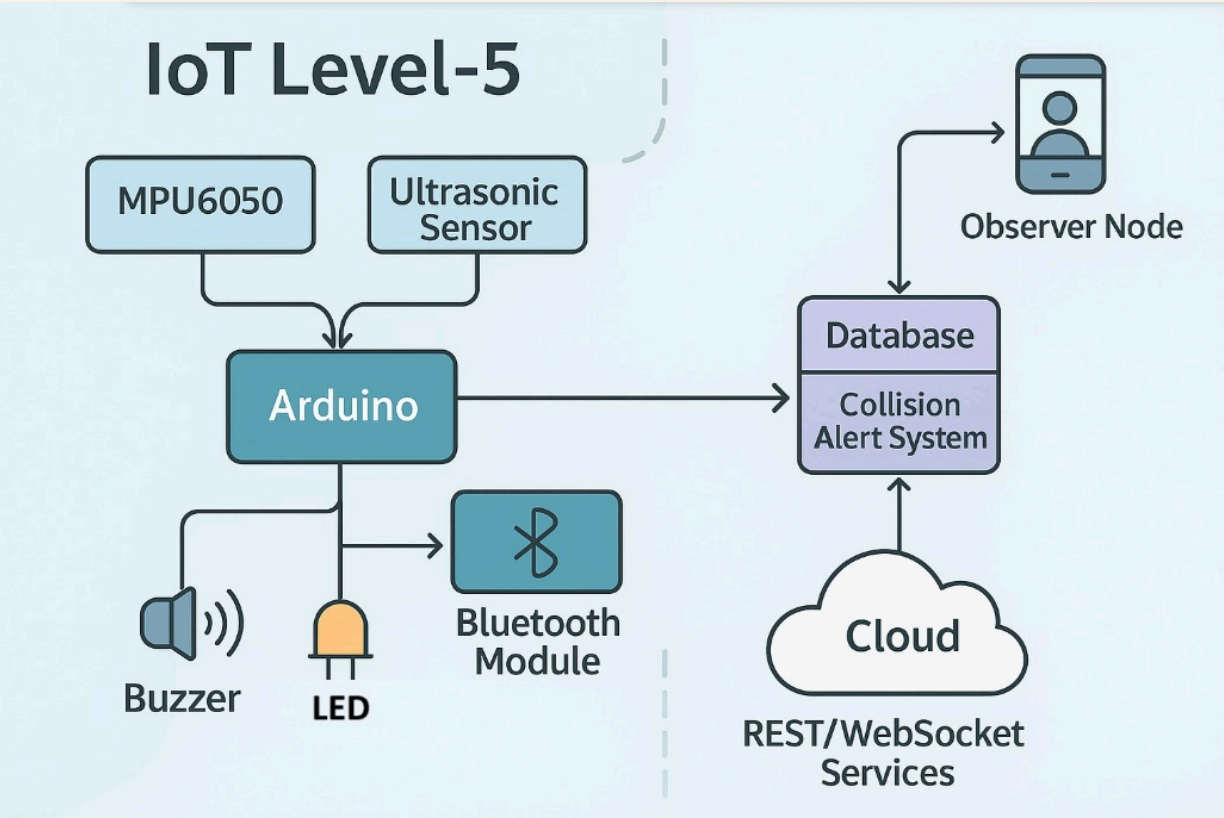 IoT Level-5
MPU6050
Ultrasonic
Sensor
Arduino
Buzzer
LED
Bluetooth
Module
Observer Node
Database
Collision
Alert System
Cloud
REST/WebSocket
Services